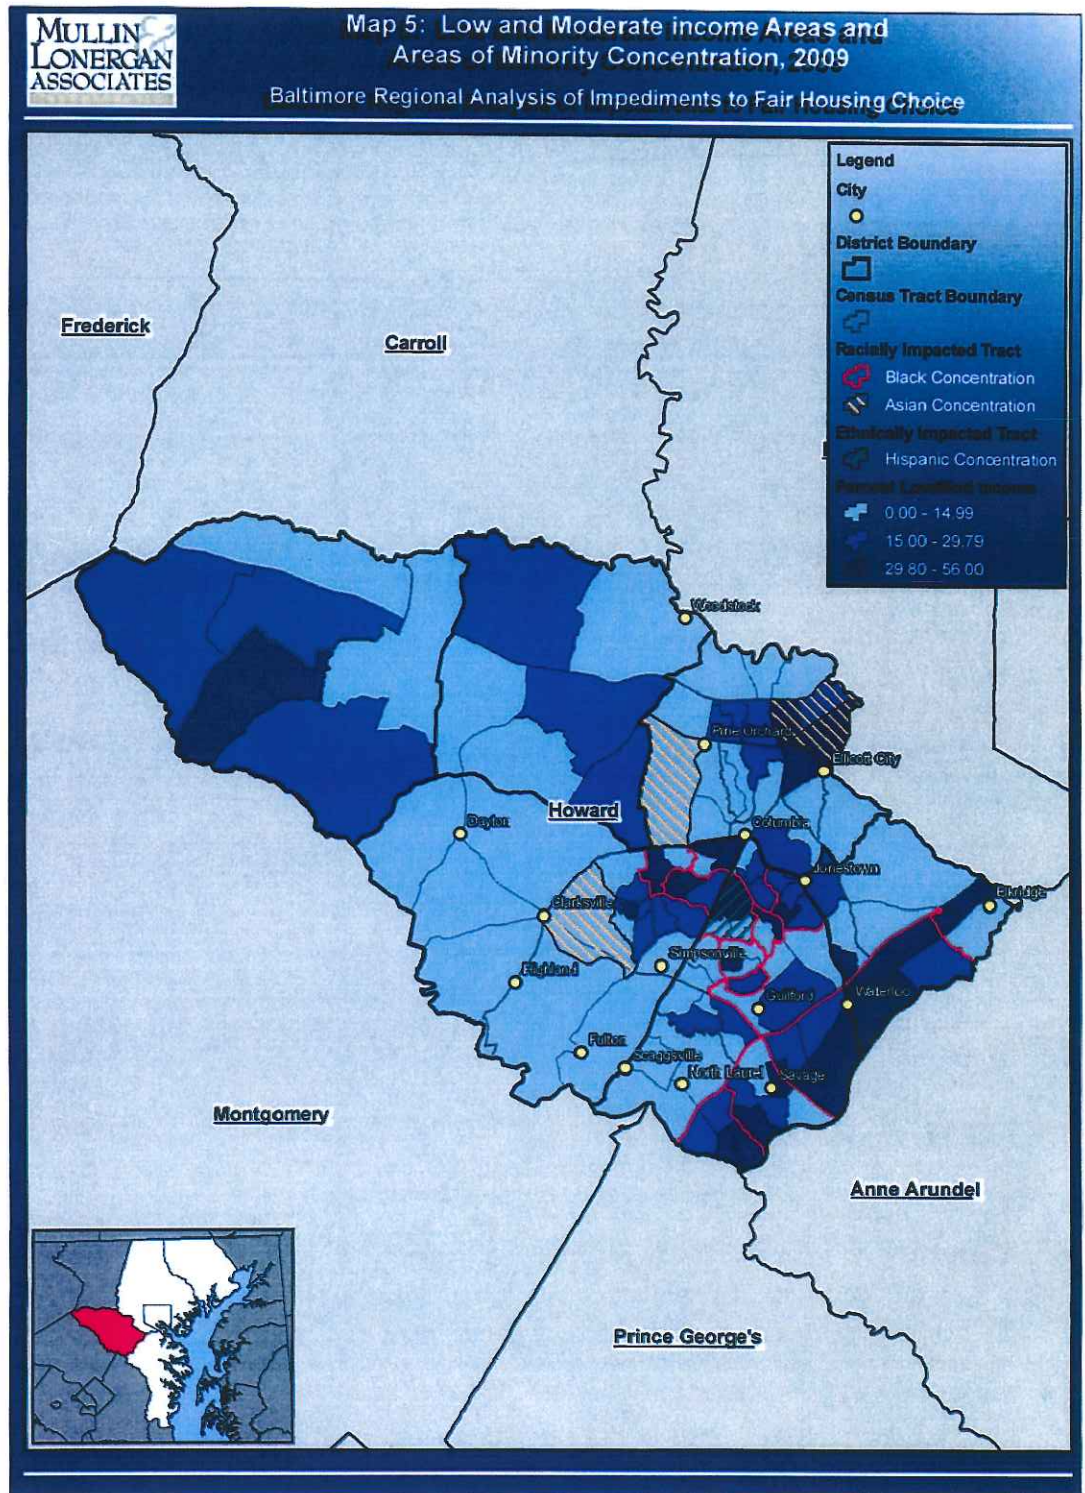 MULLIN &
LONERGAN
ASSOCIATES
Map 5: Low and Moderate income Areas and
Areas of Minority Concentration, 2009
Baltimore Regional Analysis of Impediments to Fair Housing Choice
Legend
City
District Boundary
Census Tract Boundary
Racially Impacted Tract
Black Concentration
Asian Concentration
Ethnically Impacted Tract
Hispanic Concentration
0.00 - 14.99
15.00 - 29.79
29.80 - 56.00
Frederick
Carroll
Woodstock
Pine Orchard
Ellicott City
Howard
Dayton
Columbia
Jonestown
Elkridge
Clarksville
Simpsonville
Highland
Guilford
Waterloo
Fulton
Scaggsville
North Laurel
Savage
Montgomery
Anne Arundel
Prince George's